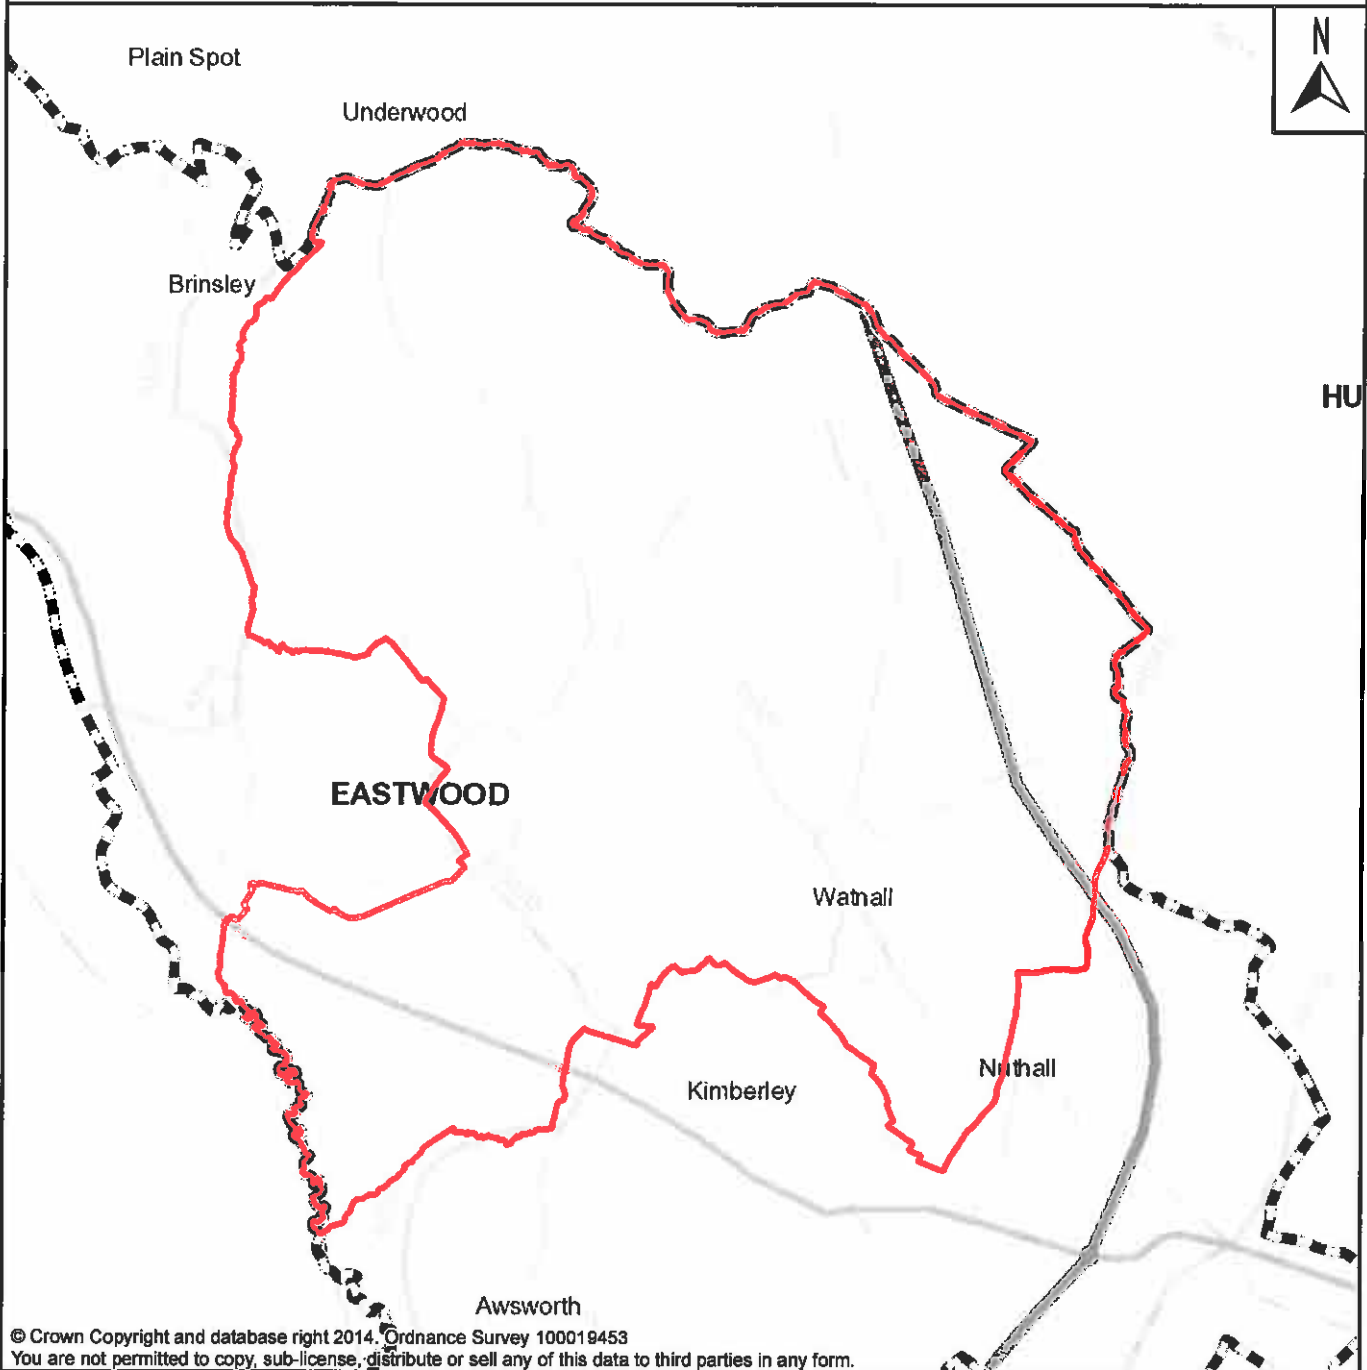 Plain Spot
Underwood
N
Brinsley
HU
EASTWOOD
Watnall
Nuthall
Kimberley
Awsworth
© Crown Copyright and database right 2014. Ordnance Survey 100019453
You are not permitted to copy, sub-license, distribute or sell any of this data to third parties in any form.